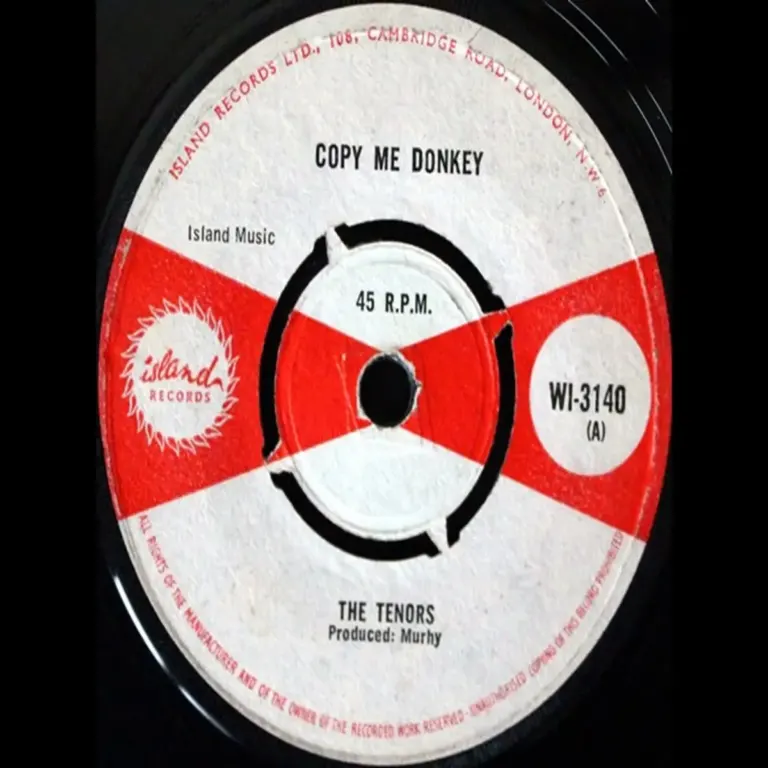 ISLAND RECORDS LTD., 108, CAMBRIDGE ROAD, LONDON, N.W.6.
COPY ME DONKEY
Island Music
45 R.P.M.
island
RECORDS
WI-3140
(A)
THE TENORS
Produced: Murhy
ALL RIGHTS OF THE MANUFACTURER AND OF THE OWNER OF THE RECORDED WORK RESERVED - UNAUTHORISED COPYING OF THIS RECORD PROHIBITED